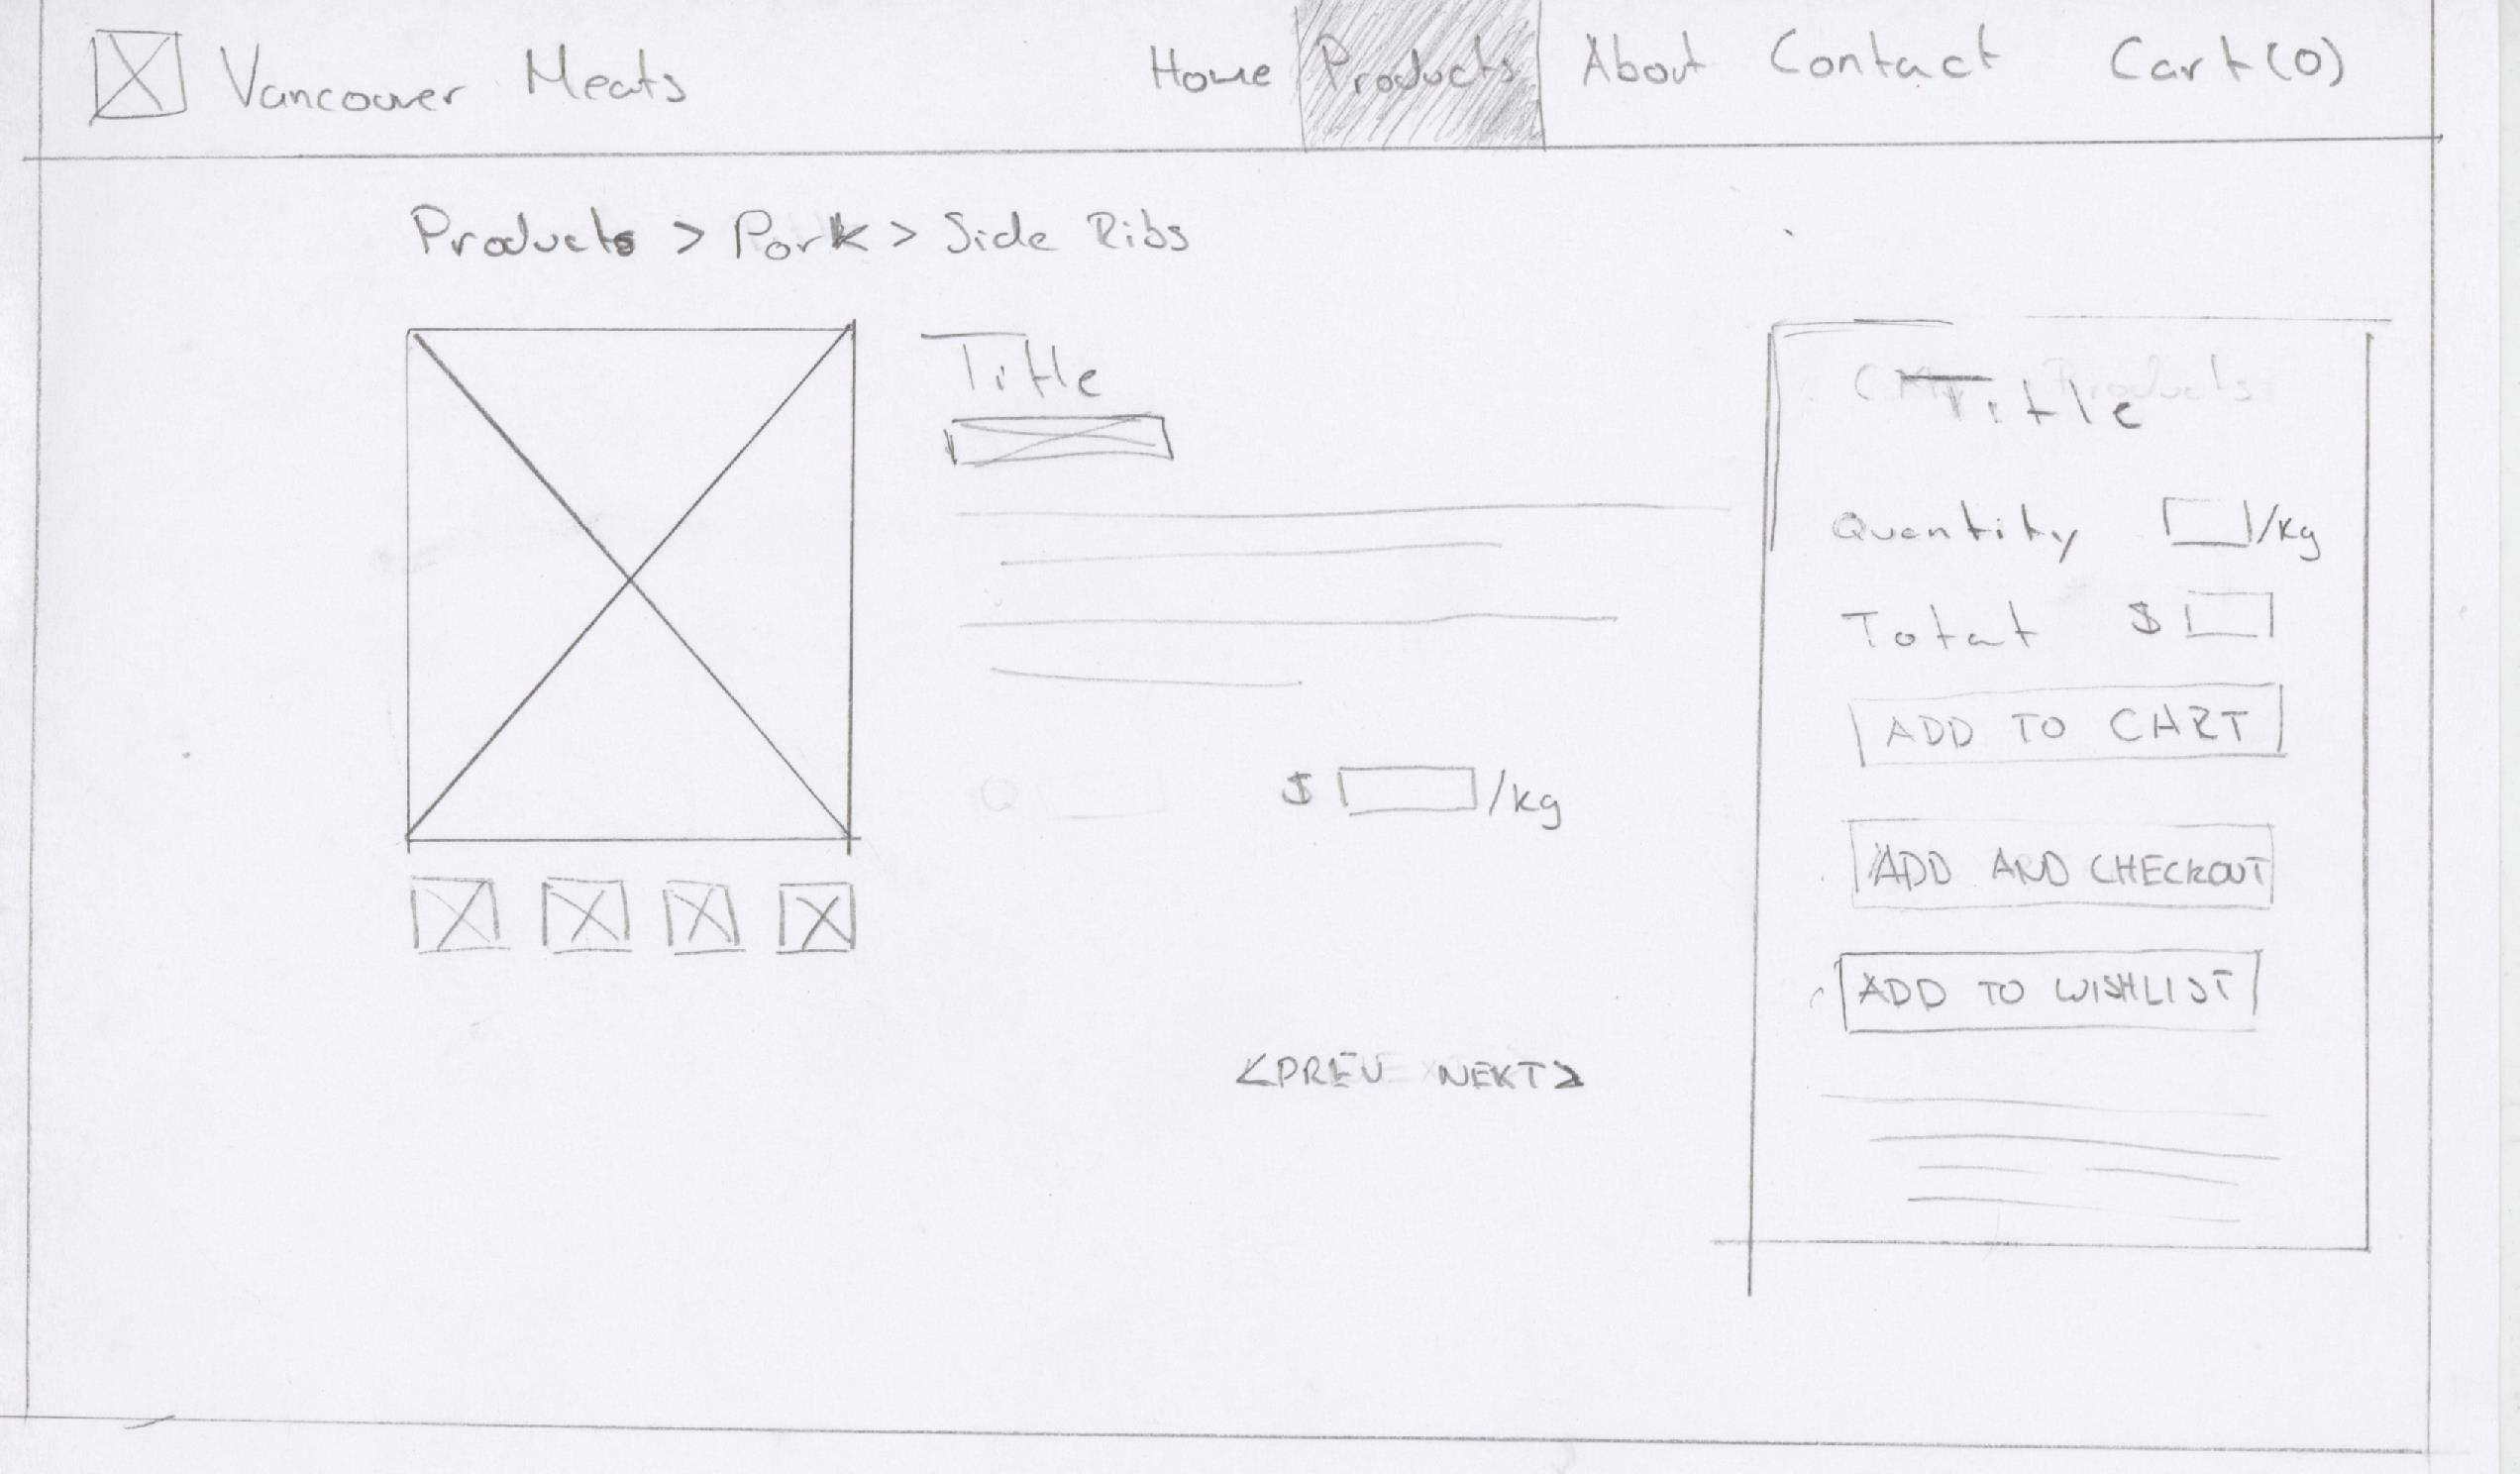 Vancouver Meats
Home Products About Contact Cart (0)
Products > Pork > Side Ribs
Title
$ /kg
<PREV NEXT>
Title
Quantity /kg
Total $
ADD TO CART
ADD AND CHECKOUT
ADD TO WISHLIST